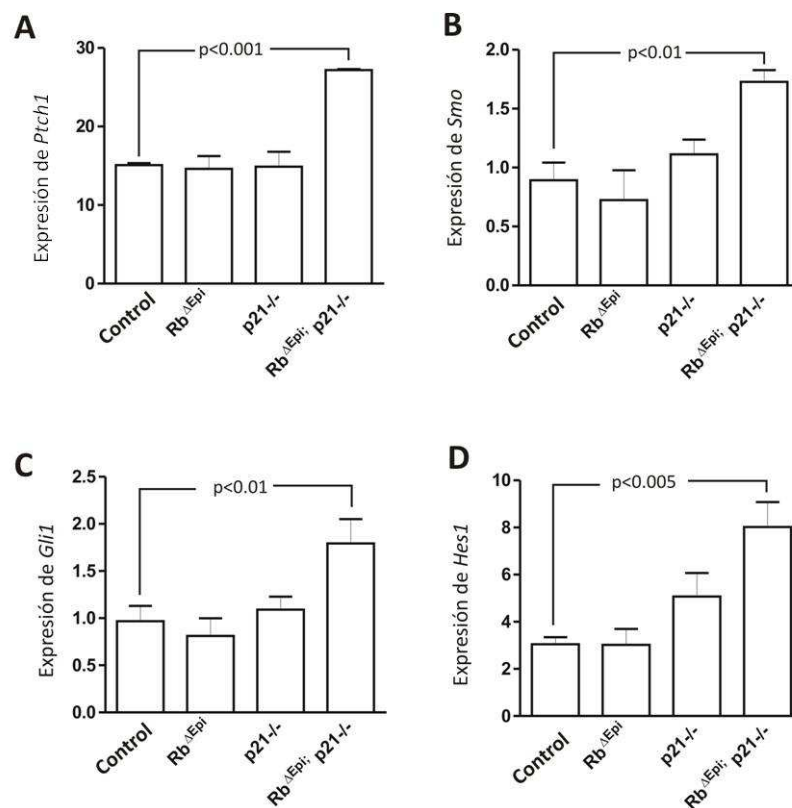 A
Expresión de Ptch1
30
20
10
0
p<0.001
Control
Rb ΔEpi
p21-/-
Rb ΔEpi; p21-/-
B
Expresión de Smo
2.0
1.5
1.0
0.5
0.0
p<0.01
Control
Rb ΔEpi
p21-/-
Rb ΔEpi; p21-/-
C
Expresión de Gli1
2.5
2.0
1.5
1.0
0.5
0.0
p<0.01
Control
Rb ΔEpi
p21-/-
Rb ΔEpi; p21-/-
D
Expresión de Hes1
10
8
6
4
2
0
p<0.005
Control
Rb ΔEpi
p21-/-
Rb ΔEpi; p21-/-